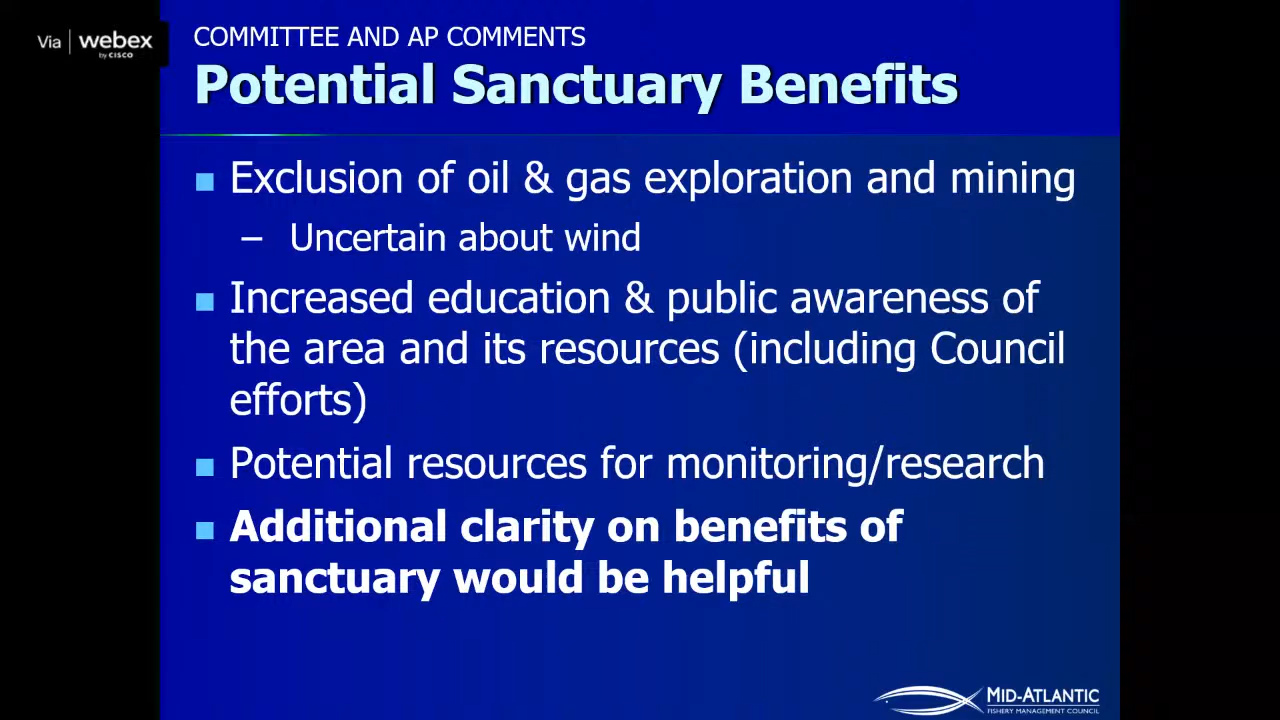 Via webex
by CISCO
COMMITTEE AND AP COMMENTS
Potential Sanctuary Benefits
■ Exclusion of oil & gas exploration and mining
– Uncertain about wind
■ Increased education & public awareness of
the area and its resources (including Council
efforts)
■ Potential resources for monitoring/research
■ Additional clarity on benefits of
sanctuary would be helpful
MID-ATLANTIC
FISHERY MANAGEMENT COUNCIL